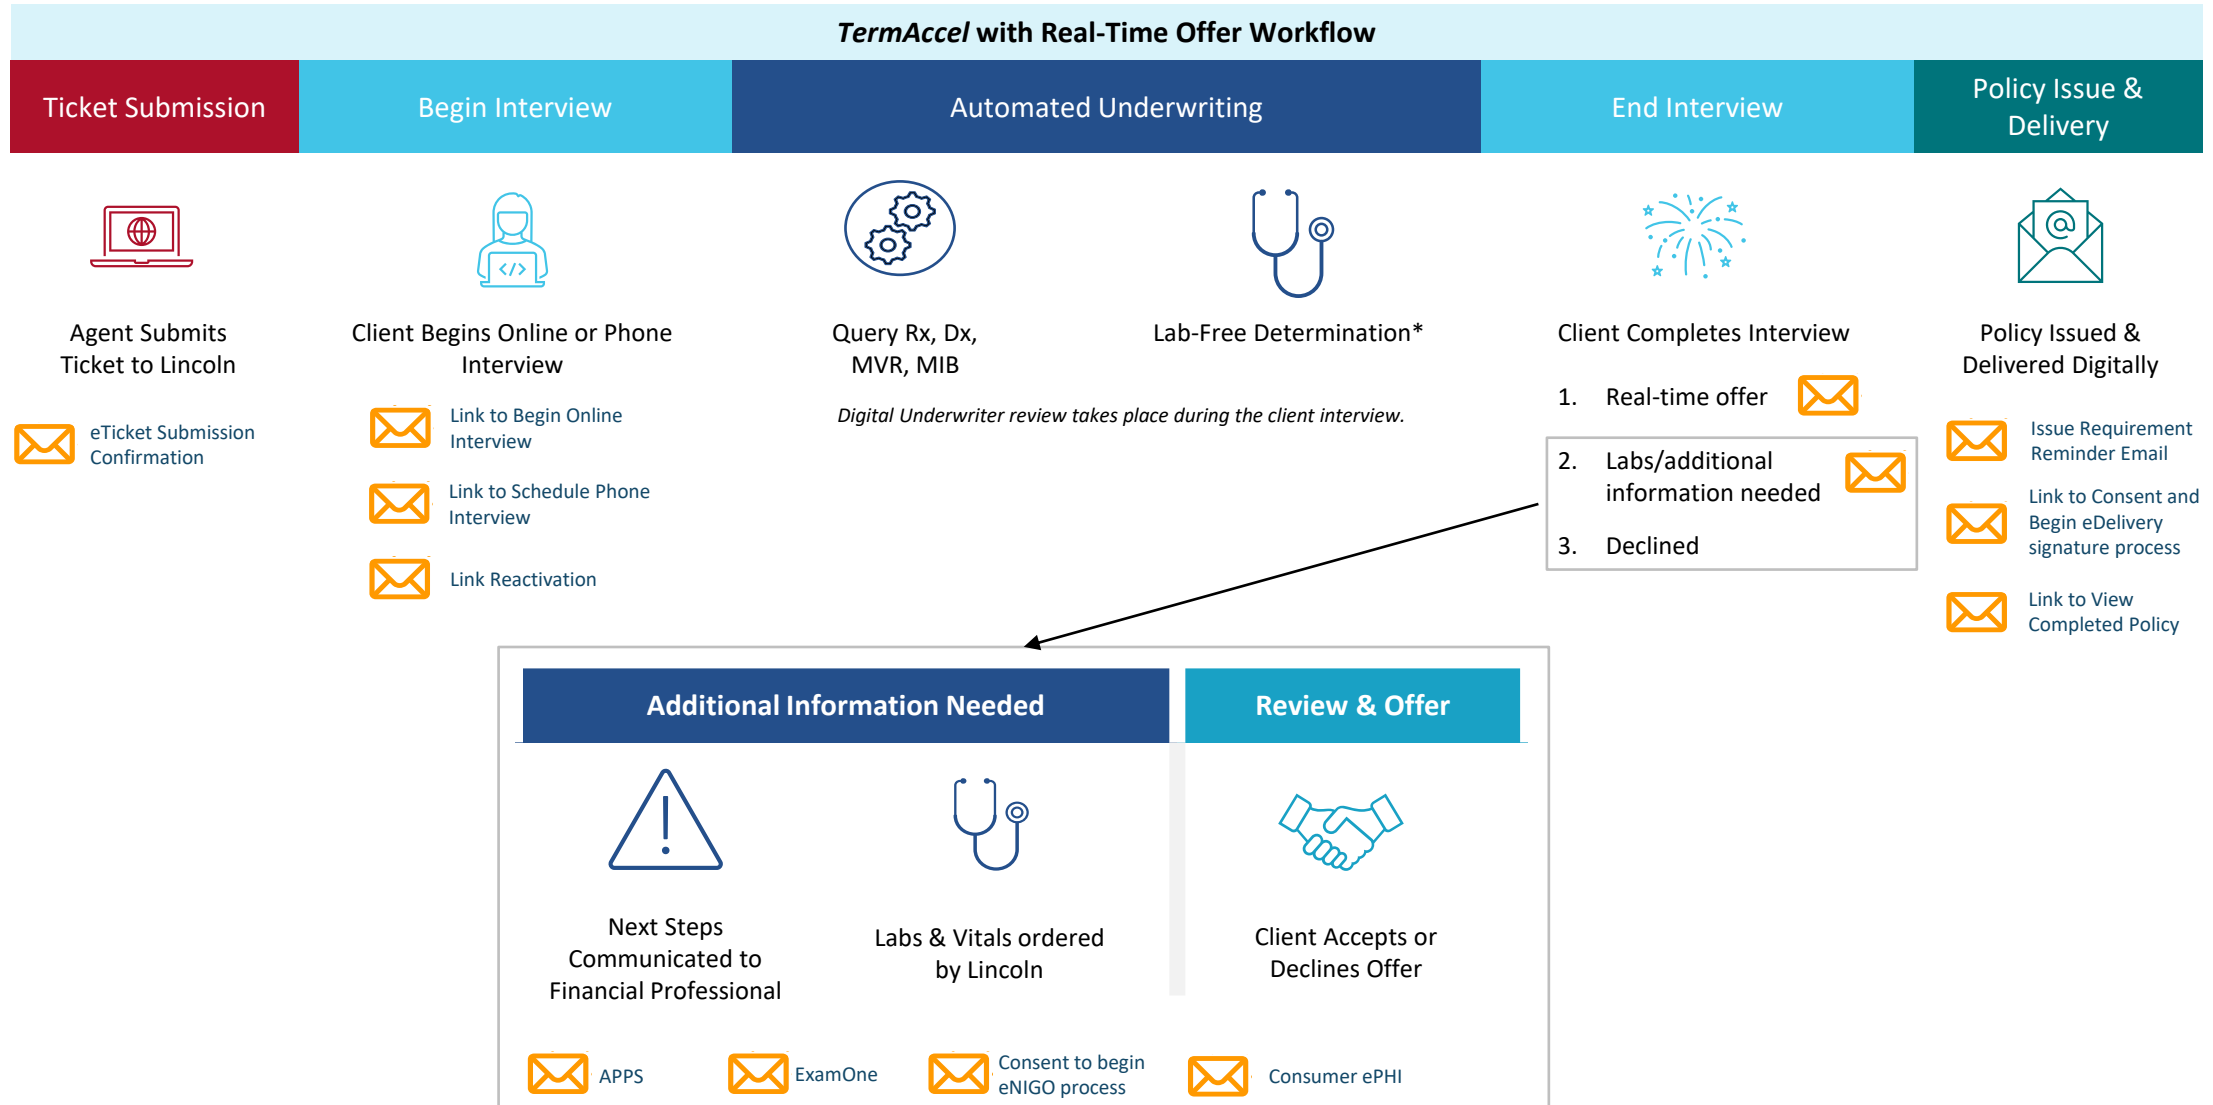 TermAccel with Real-Time Offer Workflow
Ticket Submission
Begin Interview
Automated Underwriting
End Interview
Policy Issue &
Delivery
Agent Submits
Ticket to Lincoln
eTicket Submission
Confirmation
Client Begins Online or Phone
Interview
Link to Begin Online
Interview
Link to Schedule Phone
Interview
Link Reactivation
</>
Query Rx, Dx,
MVR, MIB
Lab-Free Determination*
Digital Underwriter review takes place during the client interview.
Client Completes Interview
1. Real-time offer
2. Labs/additional
information needed
3. Declined
@
Policy Issued &
Delivered Digitally
Issue Requirement
Reminder Email
Link to Consent and
Begin eDelivery
signature process
Link to View
Completed Policy
Additional Information Needed
Review & Offer
!
Next Steps
Communicated to
Financial Professional
Labs & Vitals ordered
by Lincoln
Client Accepts or
Declines Offer
APPS
ExamOne
Consent to begin
eNIGO process
Consumer ePHI